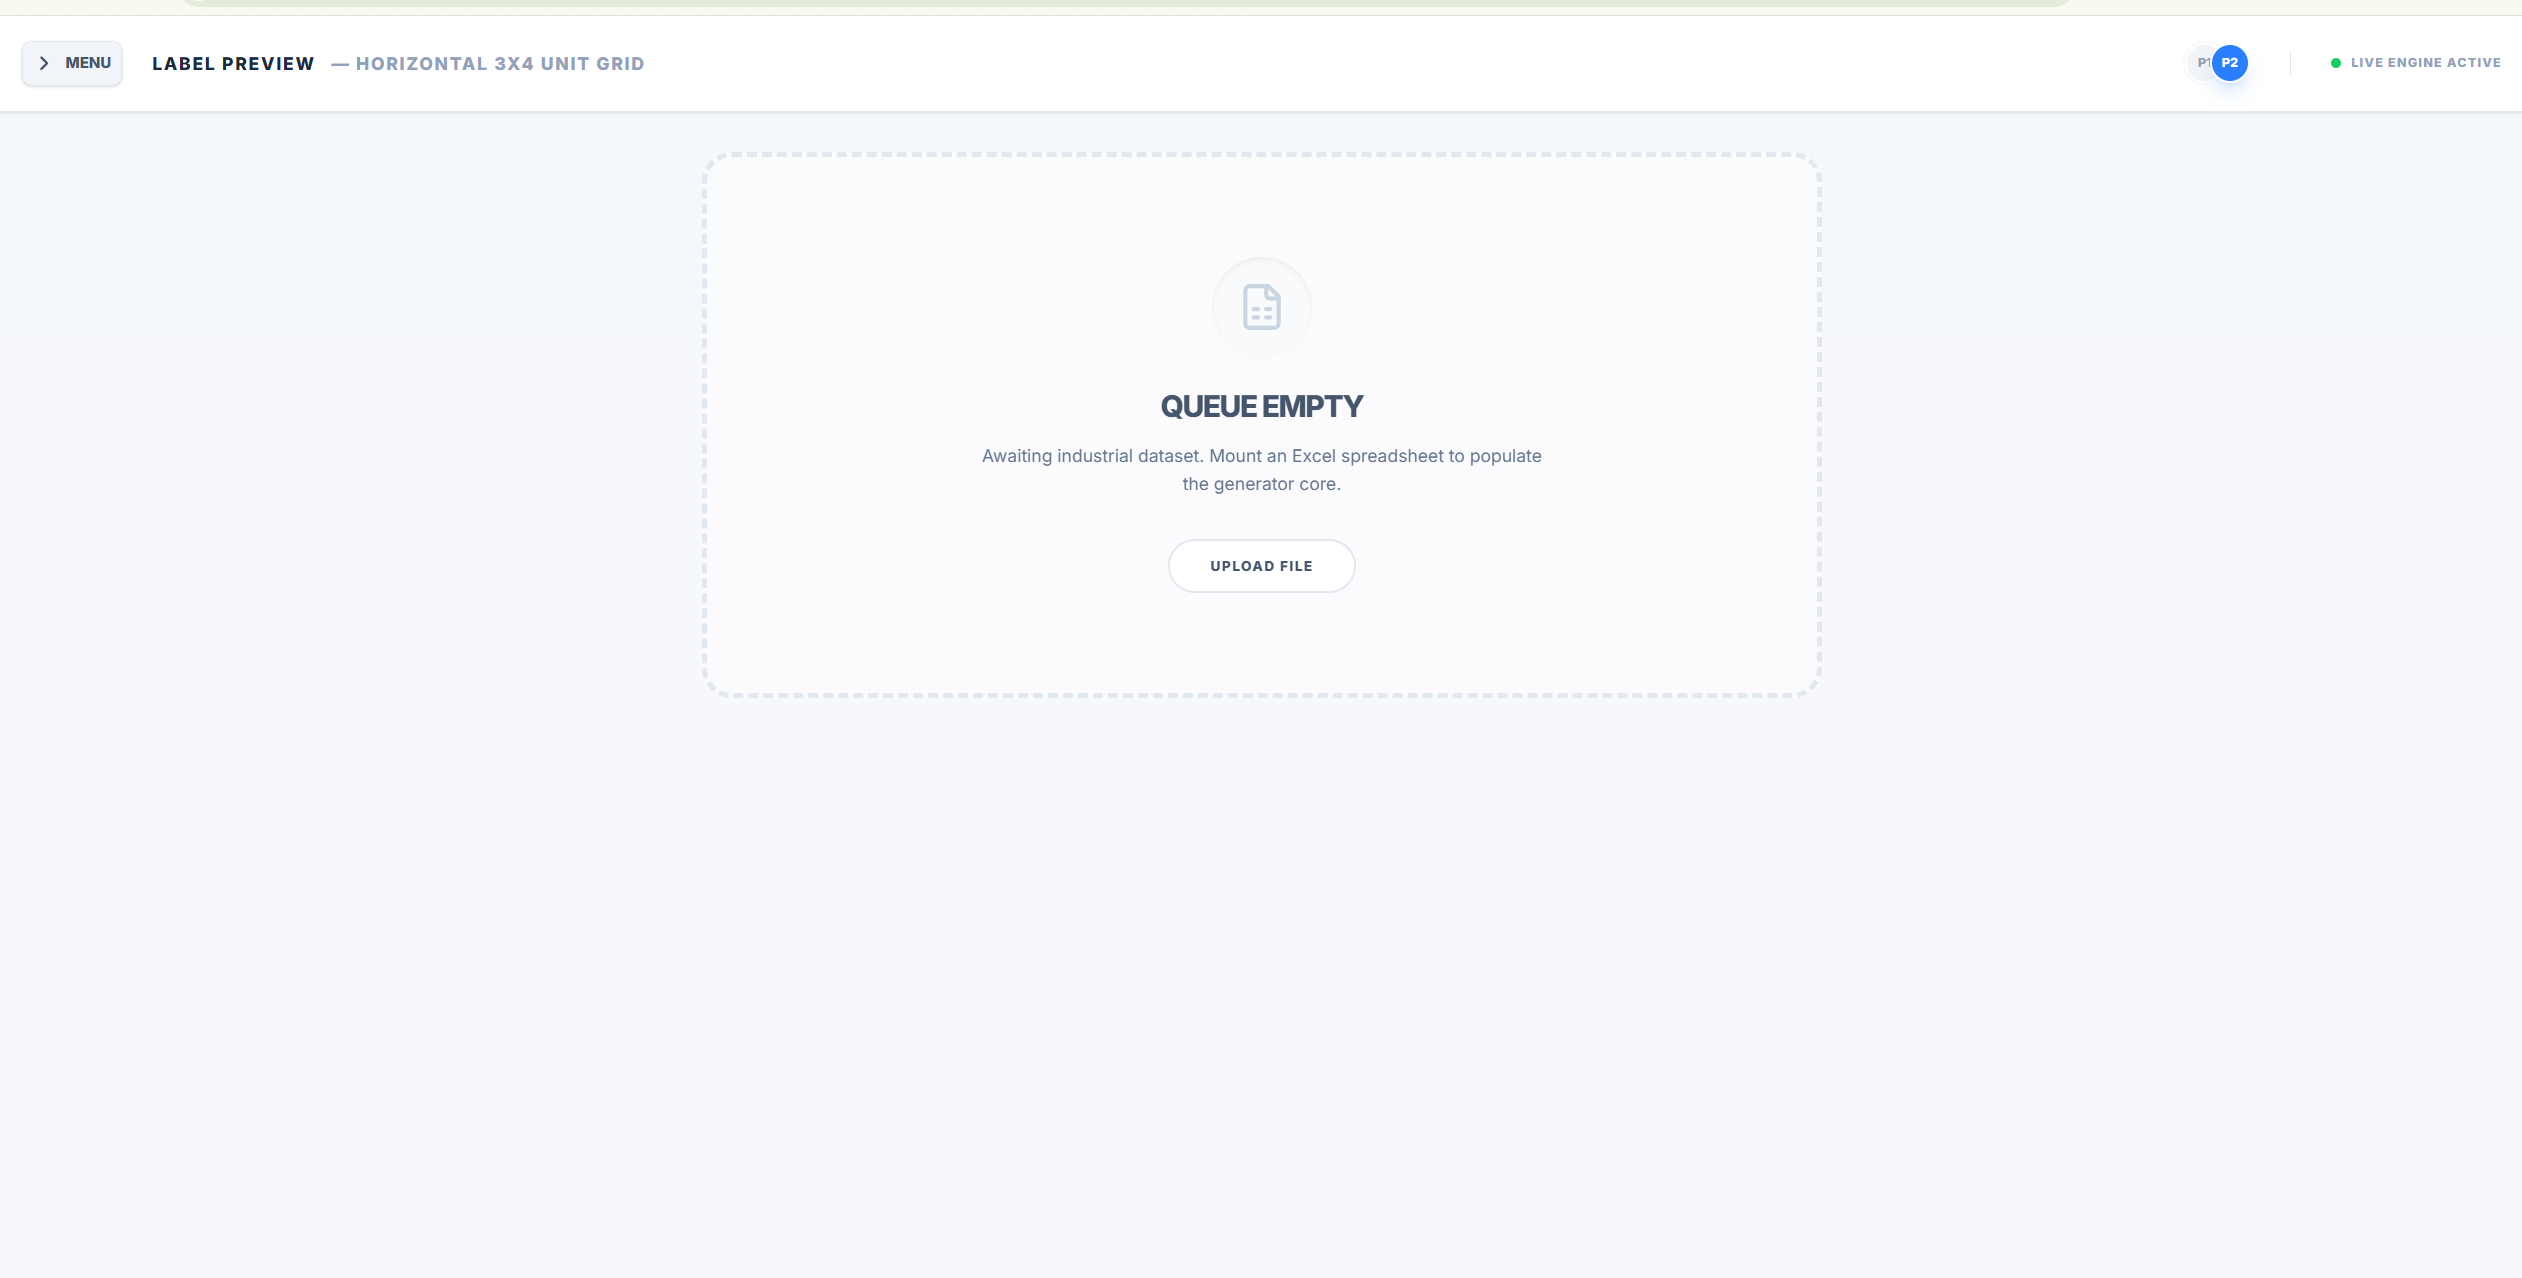 MENU
LABEL PREVIEW — HORIZONTAL 3X4 UNIT GRID
P1 P2
LIVE ENGINE ACTIVE
QUEUE EMPTY
Awaiting industrial dataset. Mount an Excel spreadsheet to populate
the generator core.
UPLOAD FILE